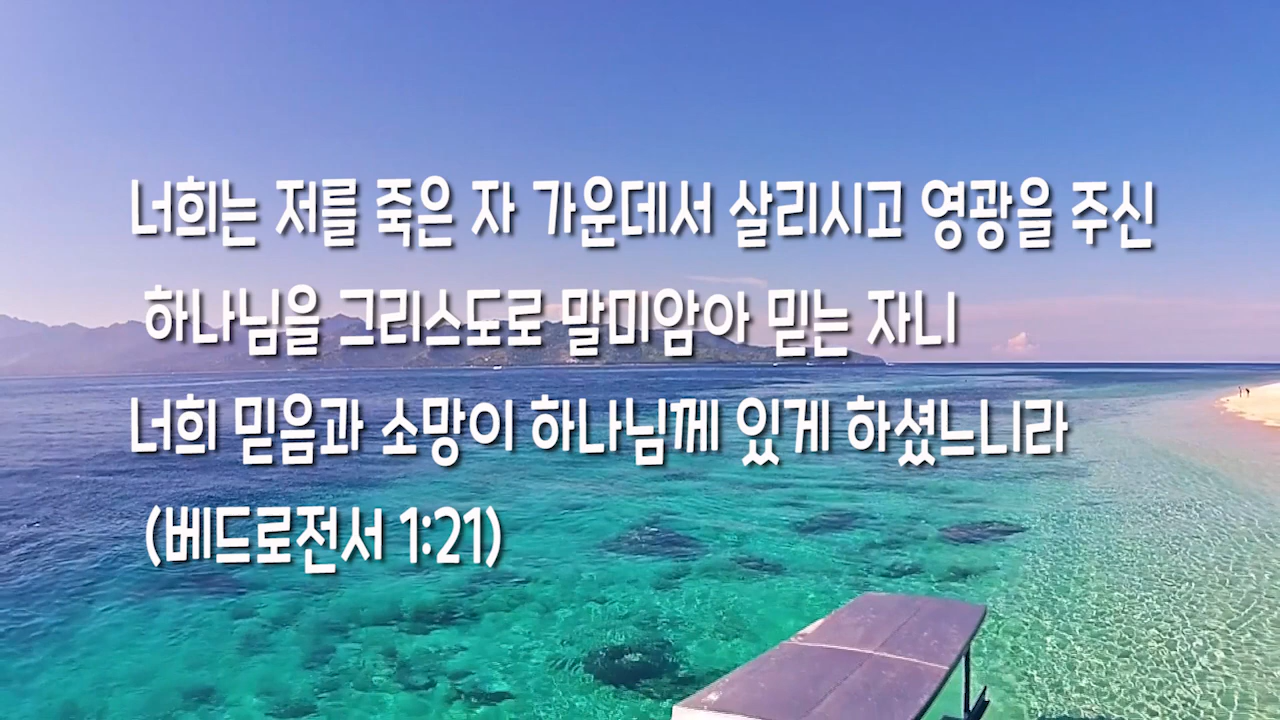 너희는 저를 죽은 자 가운데서 살리시고 영광을 주신
하나님을 그리스도로 말미암아 믿는 자니
너희 믿음과 소망이 하나님께 있게 하셨느니라
(베드로전서 1:21)